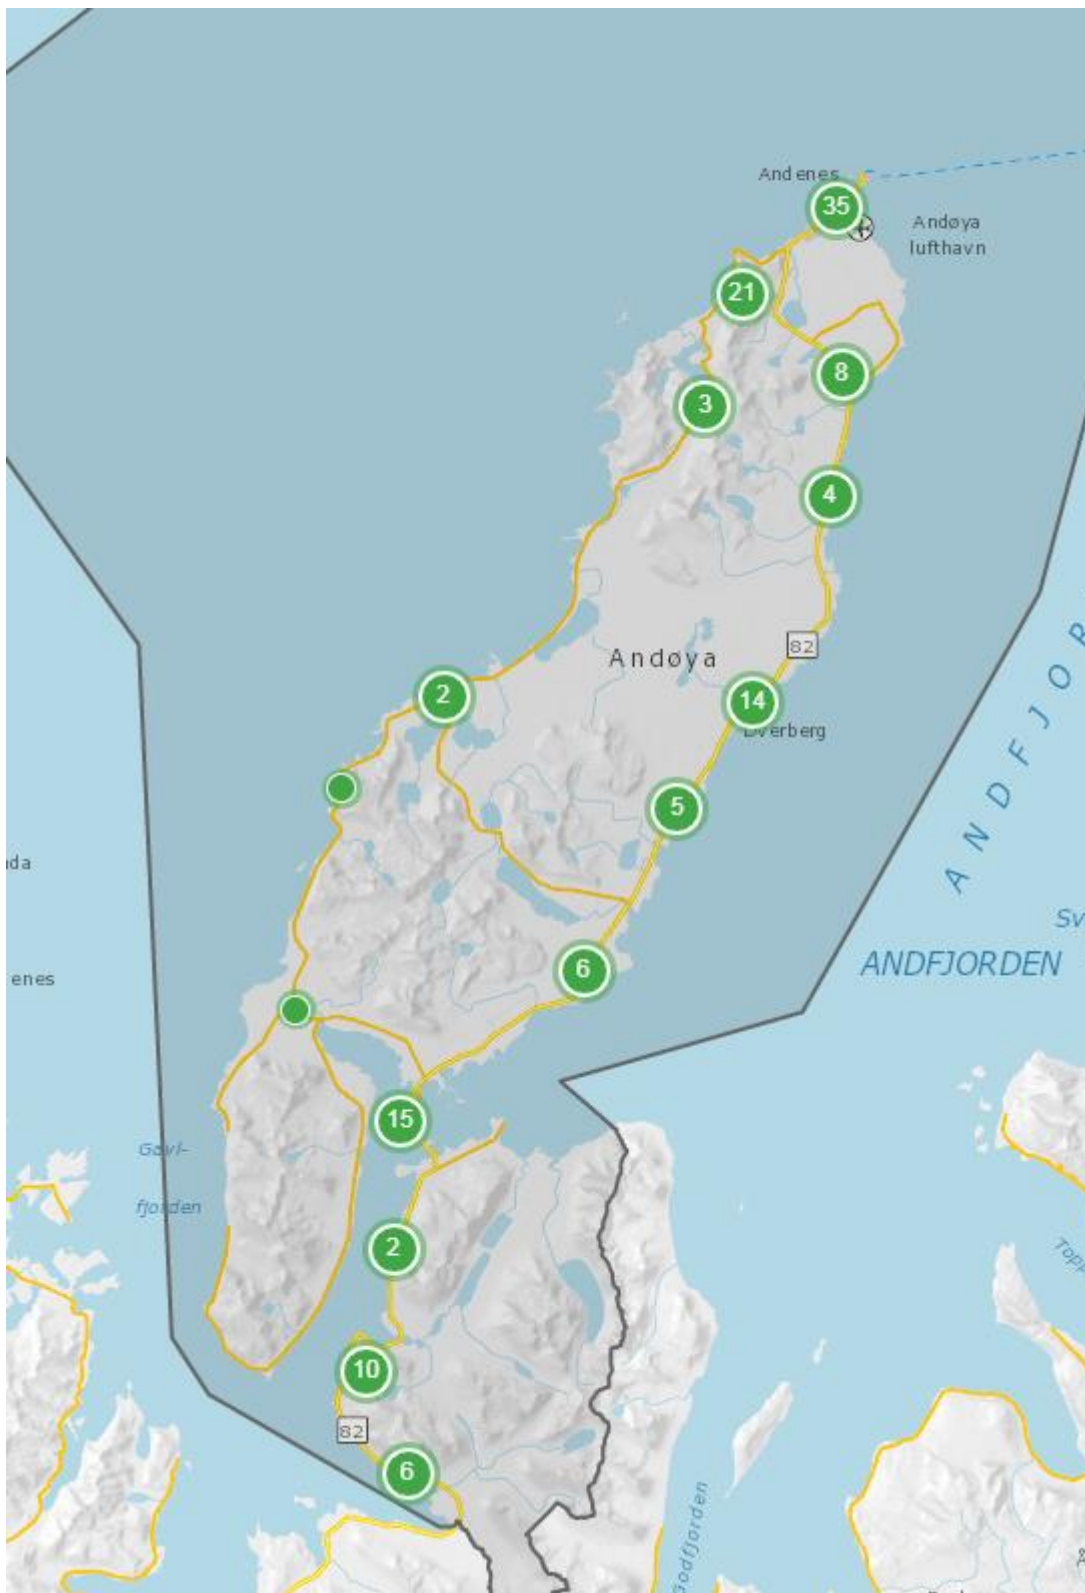 Andenes
35
Andøya
lufthavn
21
8
3
4
82
Andøya
2
14
Dverberg
5
ANDFJOR
enes
Sv
ANDFJORDEN
6
15
Gavl-
fjorden
2
10
82
6
Godfjorden